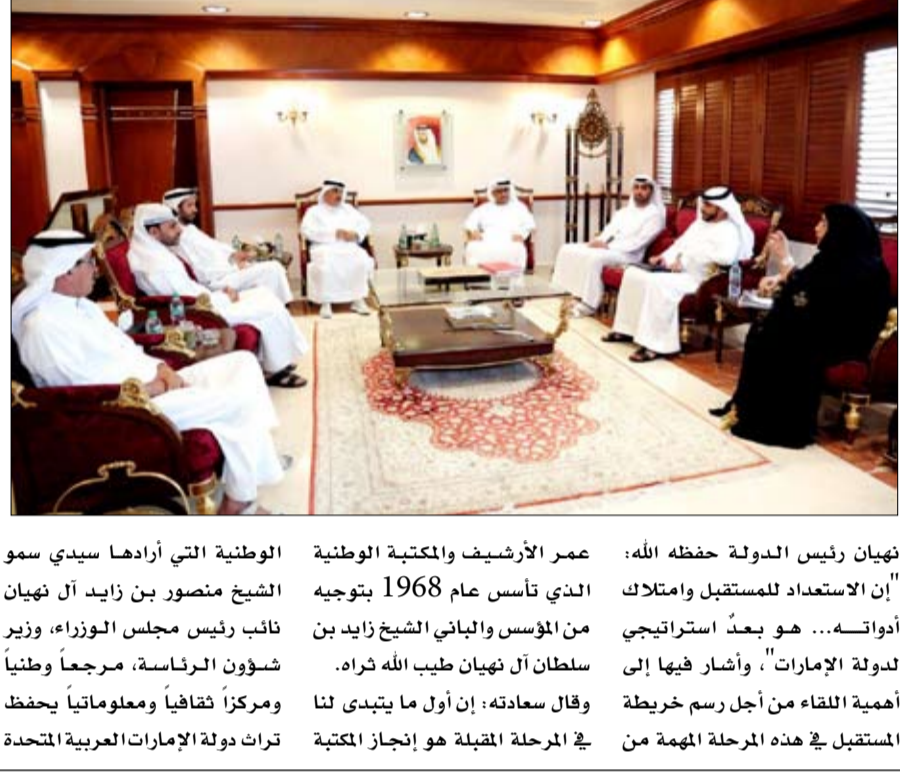 نهيان رئيس الدولة حفظه الله:
"إن الاستعداد للمستقبل وامتلاك
أدواته... هو بعدٌ استراتيجي
لدولة الإمارات"، وأشار فيها إلى
أهمية اللقاء من أجل رسم خريطة
المستقبل في هذه المرحلة المهمة من
عمر الأرشيف والمكتبة الوطنية
الذي تأسس عام 1968 بتوجيه
من المؤسس والباني الشيخ زايد بن
سلطان آل نهيان طيب الله ثراه.
وقال سعادته: إن أول ما يتبدى لنا
في المرحلة المقبلة هو إنجاز المكتبة
الوطنية التي أرادها سيدي سمو
الشيخ منصور بن زايد آل نهيان
نائب رئيس مجلس الوزراء، وزير
شؤون الرئاسة، مرجعاً وطنياً
ومركزاً ثقافياً ومعلوماتياً يحفظ
تراث دولة الإمارات العربية المتحدة